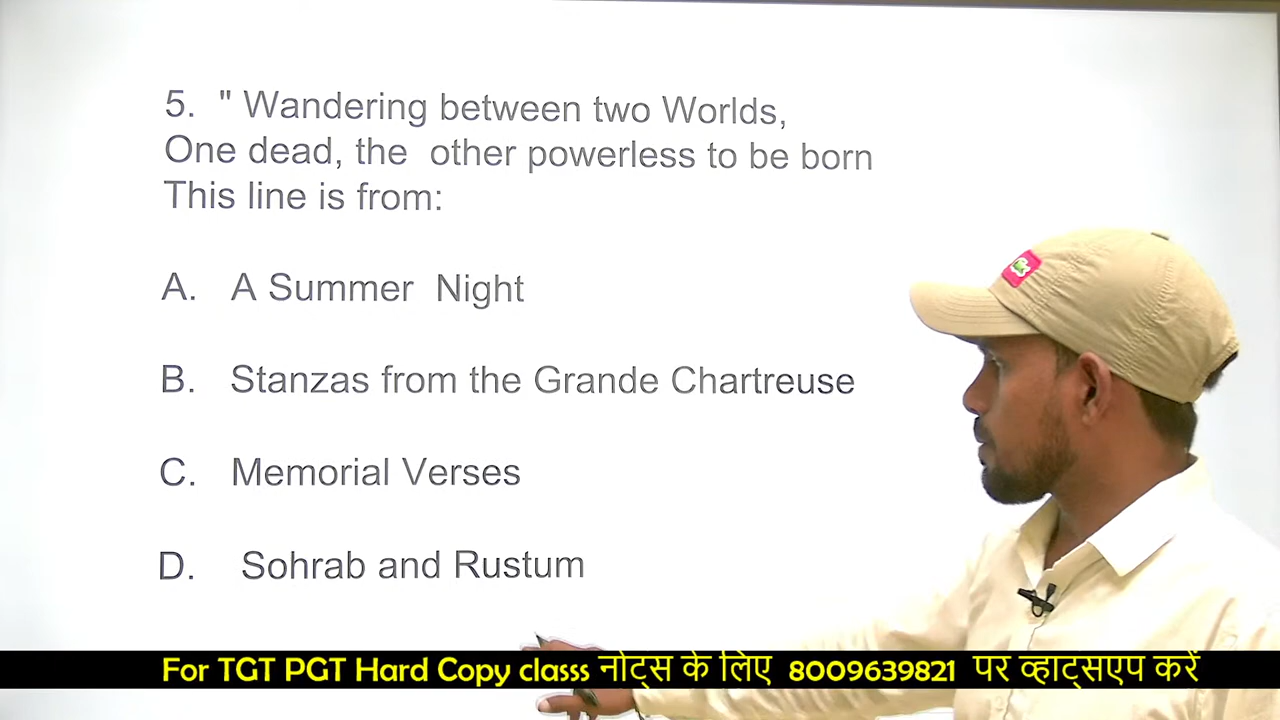 5. " Wandering between two Worlds,
One dead, the other powerless to be born
This line is from:
A. A Summer Night
B. Stanzas from the Grande Chartreuse
C. Memorial Verses
D. Sohrab and Rustum
For TGT PGT Hard Copy classs नोट्स के लिए 8009639821 पर व्हाट्सएप करें